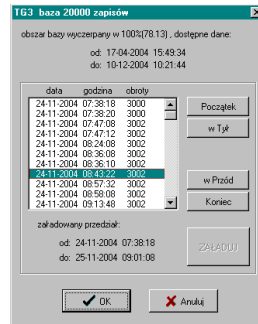 TG3 baza 20000 zapisów
obszar bazy wyczerpany w 100%(78.13) , dostępne dane:
od: 17-04-2004 15:49:34
do: 10-12-2004 10:21:44
data godzina obroty
24-11-2004 07:38:18 3000
24-11-2004 07:38:20 3000
24-11-2004 07:47:08 3002
24-11-2004 07:47:12 3002
24-11-2004 08:24:08 3002
24-11-2004 08:36:08 3002
24-11-2004 08:36:10 3002
24-11-2004 08:43:22 3002
24-11-2004 08:57:32 3002
24-11-2004 08:58:08 3002
24-11-2004 09:13:48 3002
Początek
w Tył
w Przód
Koniec
załadowany przedział:
od: 24-11-2004 07:38:18
do: 25-11-2004 09:01:08
ZAŁADUJ
OK
Anuluj